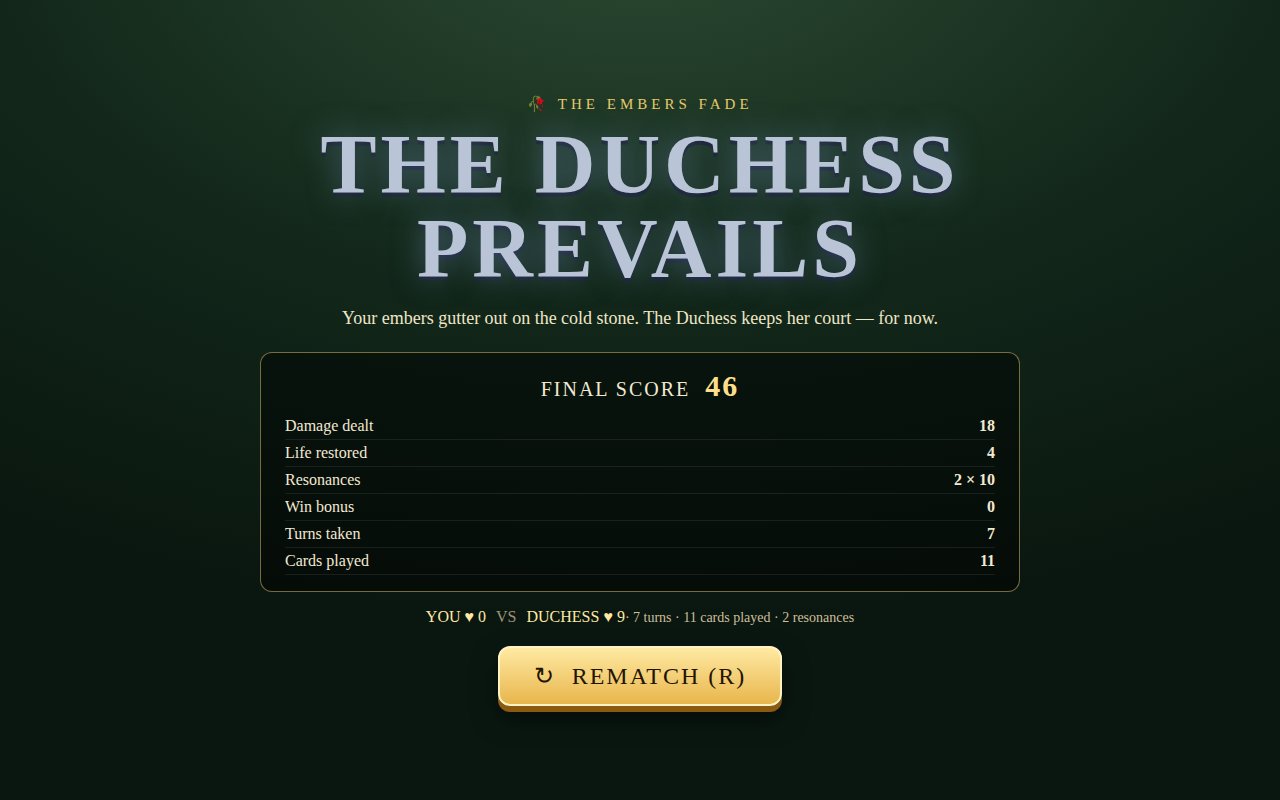 🥀 THE EMBERS FADE
THE DUCHESS
PREVAILS
Your embers gutter out on the cold stone. The Duchess keeps her court — for now.
FINAL SCORE 46
Damage dealt 18
Life restored 4
Resonances 2 × 10
Win bonus 0
Turns taken 7
Cards played 11
YOU ♥ 0 VS DUCHESS ♥ 9· 7 turns · 11 cards played · 2 resonances
↻ REMATCH (R)